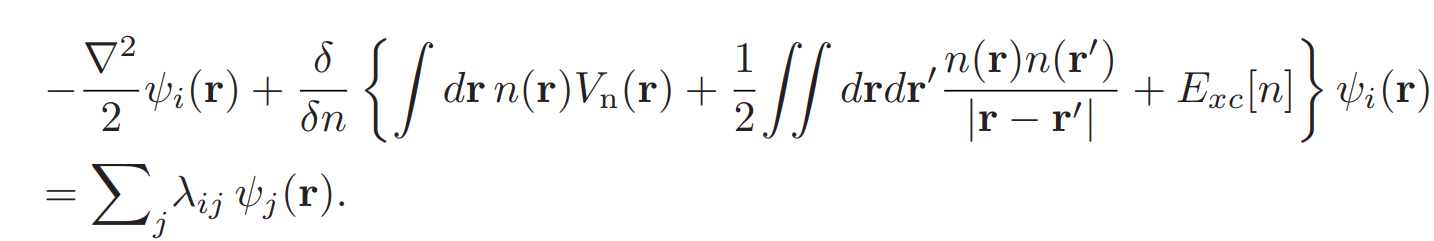 $-\frac{\nabla^2}{2}\psi_i(\mathbf{r}) + \frac{\delta}{\delta n}\left\{\int d\mathbf{r}\, n(\mathbf{r})V_{\mathrm{n}}(\mathbf{r}) + \frac{1}{2}\iint d\mathbf{r}d\mathbf{r}'\frac{n(\mathbf{r})n(\mathbf{r}')}{|\mathbf{r}-\mathbf{r}'|} + E_{xc}[n]\right\}\psi_i(\mathbf{r})$
$= \sum_j \lambda_{ij}\,\psi_j(\mathbf{r}).$